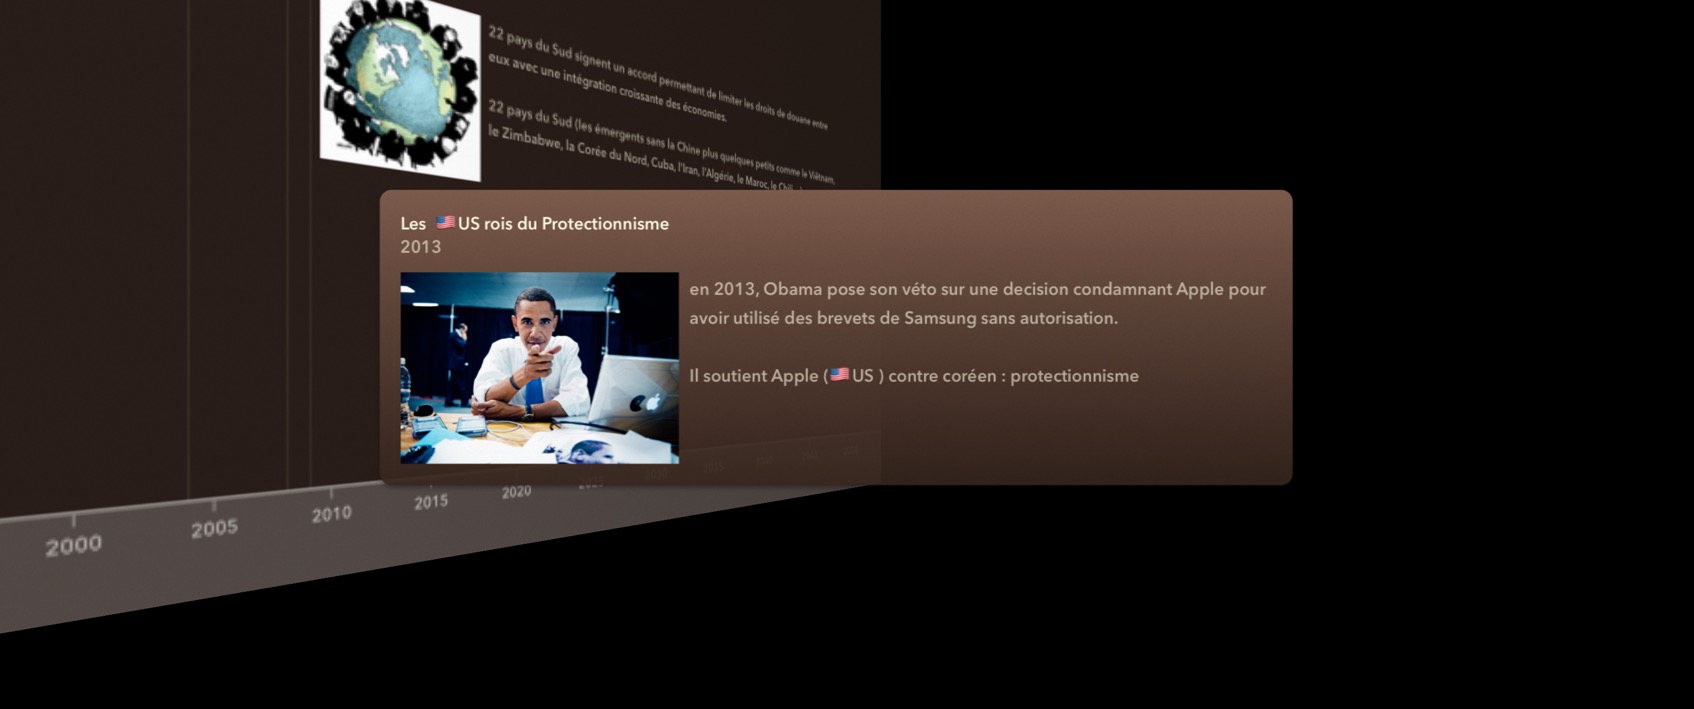 22 pays du Sud signent un accord permettant de limiter les droits de douane entre
eux avec une intégration croissante des économies.
22 pays du Sud (les émergents sans la Chine plus quelques petits comme le Viêtnam,
le Zimbabwe, la Corée du Nord, Cuba, l'Iran, l'Algérie, le Maroc, le Chili
Les 🇺🇸US rois du Protectionnisme
2013
en 2013, Obama pose son véto sur une decision condamnant Apple pour
avoir utilisé des brevets de Samsung sans autorisation.
Il soutient Apple (🇺🇸US ) contre coréen : protectionnisme
2000
2005
2010
2015
2020